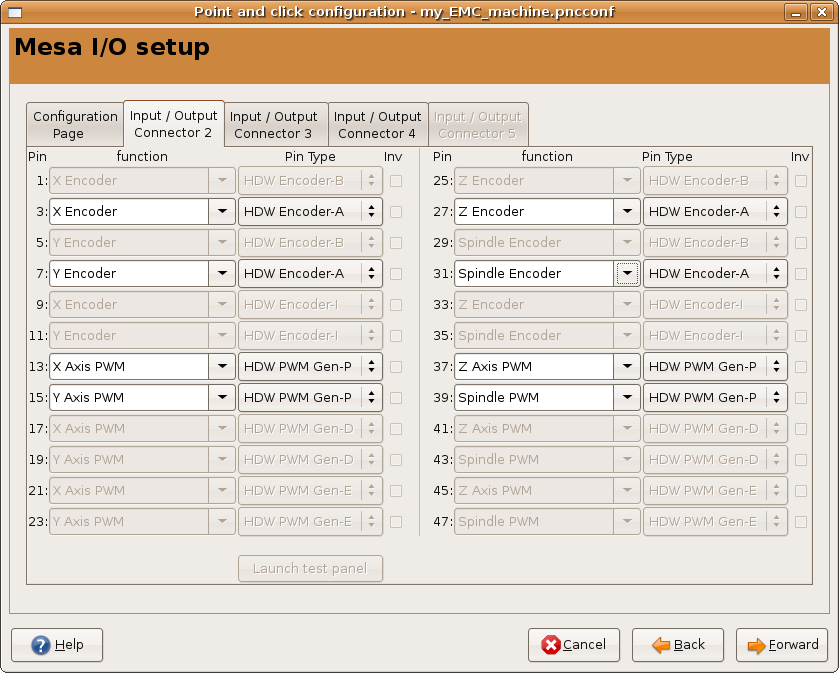 Point and click configuration - my_EMC_machine.pncconf
Mesa I/O setup
Configuration Page
Input / Output Connector 2
Input / Output Connector 3
Input / Output Connector 4
Input / Output Connector 5
Pin function Pin Type Inv
1: X Encoder HDW Encoder-B
3: X Encoder HDW Encoder-A
5: Y Encoder HDW Encoder-B
7: Y Encoder HDW Encoder-A
9: X Encoder HDW Encoder-I
11: Y Encoder HDW Encoder-I
13: X Axis PWM HDW PWM Gen-P
15: Y Axis PWM HDW PWM Gen-P
17: X Axis PWM HDW PWM Gen-D
19: Y Axis PWM HDW PWM Gen-D
21: X Axis PWM HDW PWM Gen-E
23: Y Axis PWM HDW PWM Gen-E
Pin function Pin Type Inv
25: Z Encoder HDW Encoder-B
27: Z Encoder HDW Encoder-A
29: Spindle Encoder HDW Encoder-B
31: Spindle Encoder HDW Encoder-A
33: Z Encoder HDW Encoder-I
35: Spindle Encoder HDW Encoder-I
37: Z Axis PWM HDW PWM Gen-P
39: Spindle PWM HDW PWM Gen-P
41: Z Axis PWM HDW PWM Gen-D
43: Spindle PWM HDW PWM Gen-D
45: Z Axis PWM HDW PWM Gen-E
47: Spindle PWM HDW PWM Gen-E
Launch test panel
Help
Cancel
Back
Forward